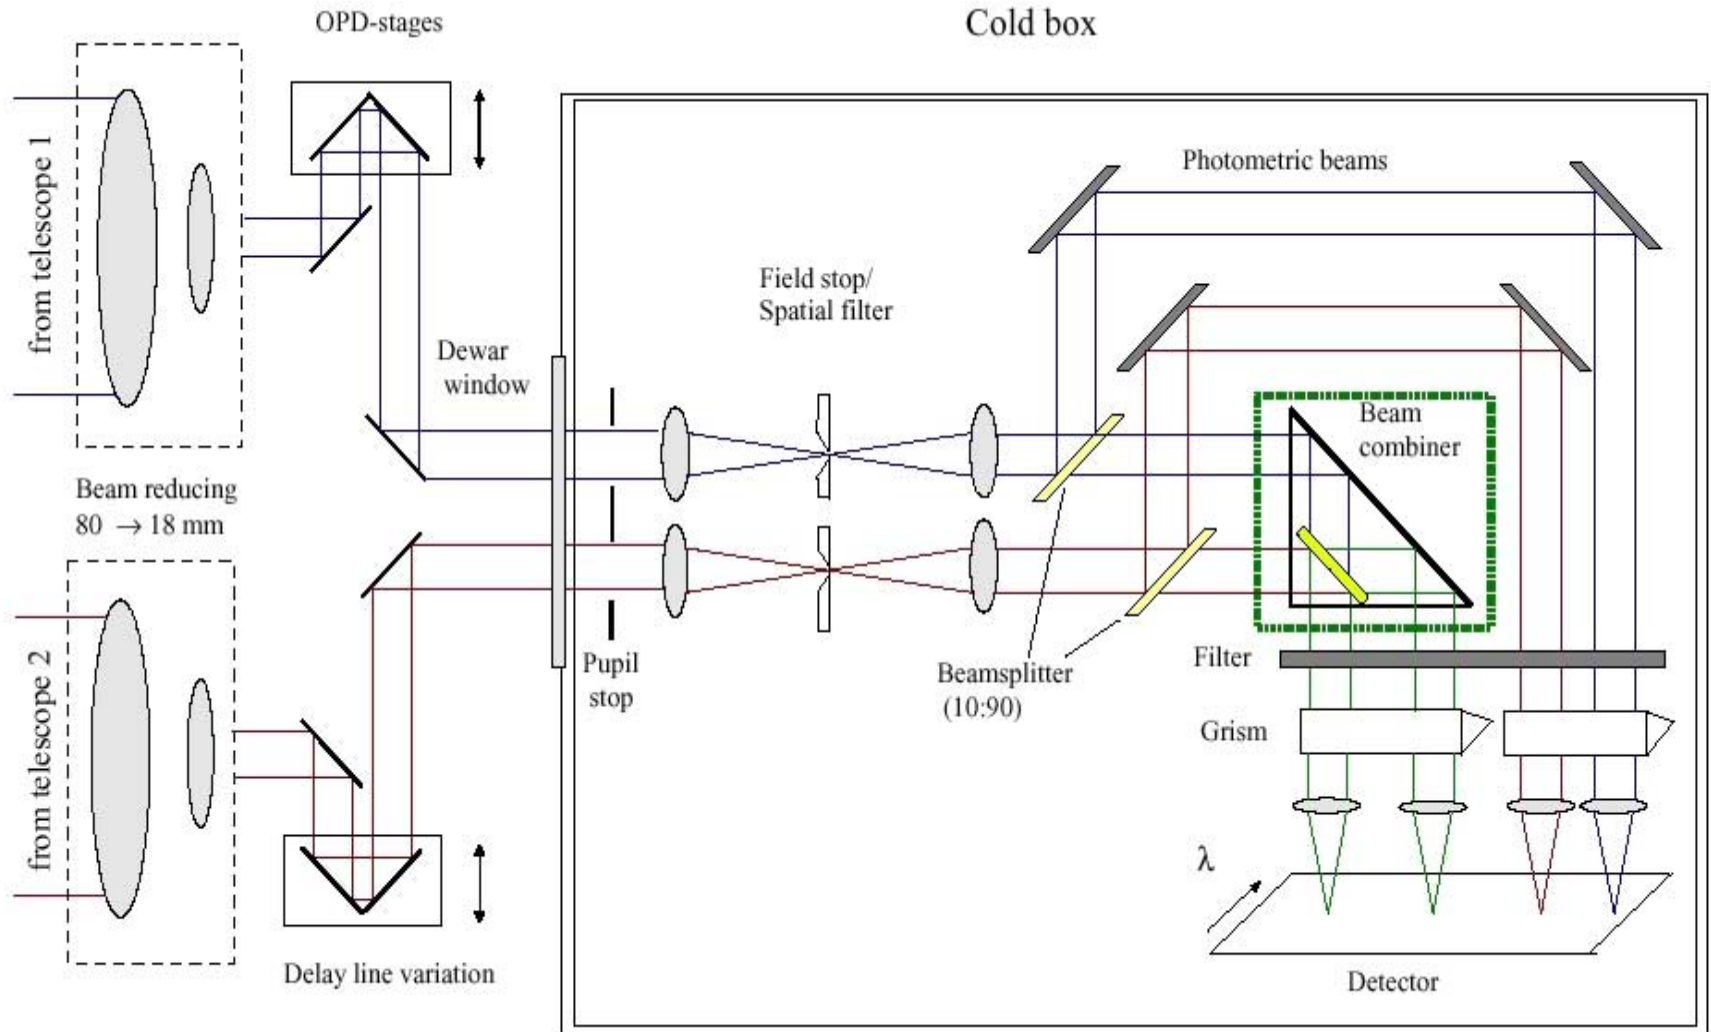 OPD-stages
Cold box
from telescope 1
Photometric beams
Field stop/
Spatial filter
Dewar
window
Beam
combiner
Beam reducing
80 → 18 mm
from telescope 2
Pupil
stop
Beamsplitter
(10:90)
Filter
Grism
λ
Delay line variation
Detector